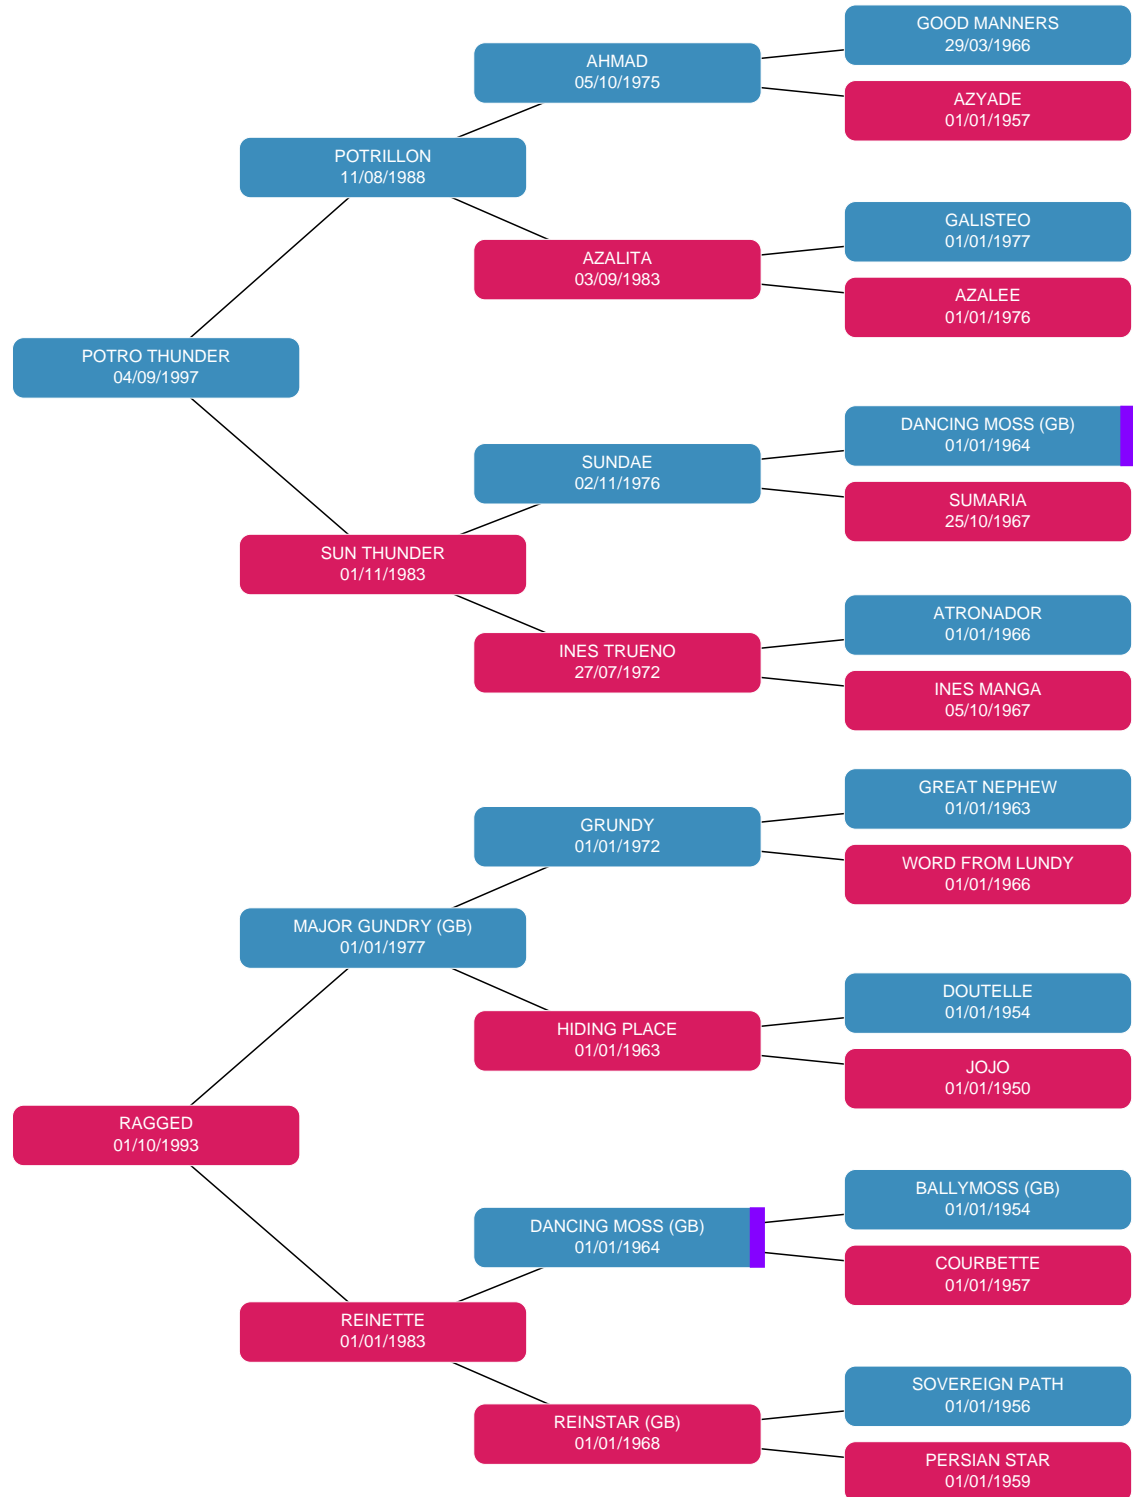 GOOD MANNERS
29/03/1966
AHMAD
05/10/1975
AZYADE
01/01/1957
POTRILLON
11/08/1988
GALISTEO
01/01/1977
AZALITA
03/09/1983
AZALEE
01/01/1976
POTRO THUNDER
04/09/1997
DANCING MOSS (GB)
01/01/1964
SUNDAE
02/11/1976
SUMARIA
25/10/1967
SUN THUNDER
01/11/1983
ATRONADOR
01/01/1966
INES TRUENO
27/07/1972
INES MANGA
05/10/1967
GREAT NEPHEW
01/01/1963
GRUNDY
01/01/1972
WORD FROM LUNDY
01/01/1966
MAJOR GUNDRY (GB)
01/01/1977
DOUTELLE
01/01/1954
HIDING PLACE
01/01/1963
JOJO
01/01/1950
RAGGED
01/10/1993
BALLYMOSS (GB)
01/01/1954
DANCING MOSS (GB)
01/01/1964
COURBETTE
01/01/1957
REINETTE
01/01/1983
SOVEREIGN PATH
01/01/1956
REINSTAR (GB)
01/01/1968
PERSIAN STAR
01/01/1959